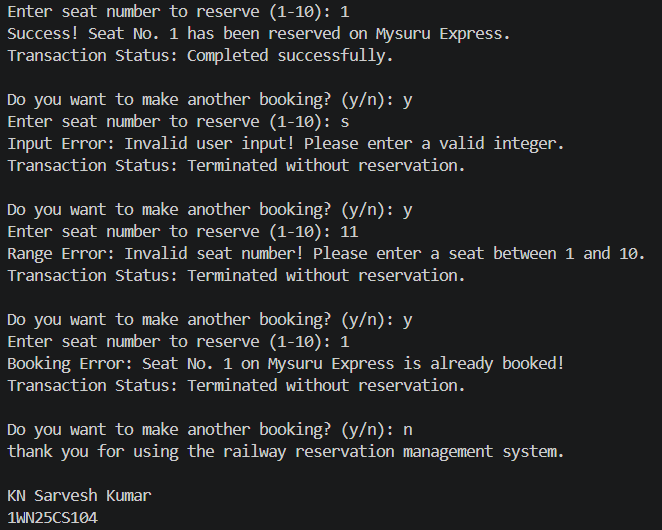 Enter seat number to reserve (1-10): 1
Success! Seat No. 1 has been reserved on Mysuru Express.
Transaction Status: Completed successfully.
Do you want to make another booking? (y/n): y
Enter seat number to reserve (1-10): s
Input Error: Invalid user input! Please enter a valid integer.
Transaction Status: Terminated without reservation.
Do you want to make another booking? (y/n): y
Enter seat number to reserve (1-10): 11
Range Error: Invalid seat number! Please enter a seat between 1 and 10.
Transaction Status: Terminated without reservation.
Do you want to make another booking? (y/n): y
Enter seat number to reserve (1-10): 1
Booking Error: Seat No. 1 on Mysuru Express is already booked!
Transaction Status: Terminated without reservation.
Do you want to make another booking? (y/n): n
thank you for using the railway reservation management system.
KN Sarvesh Kumar
1WN25CS104